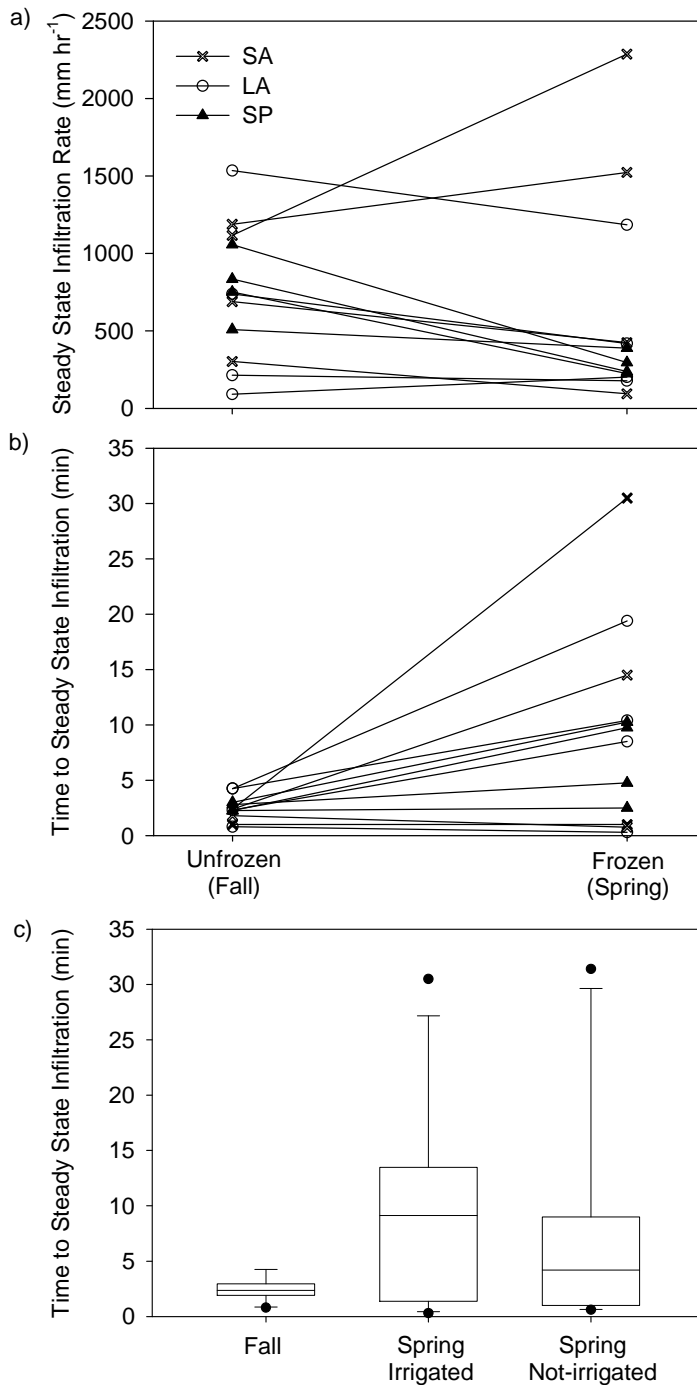 a)
Steady State Infiltration Rate (mm hr-1)
2500
2000
1500
1000
500
0
SA
LA
SP
b)
Time to Steady State Infiltration (min)
35
30
25
20
15
10
5
0
Unfrozen
(Fall)
Frozen
(Spring)
c)
Time to Steady State Infiltration (min)
35
30
25
20
15
10
5
0
Fall
Spring
Irrigated
Spring
Not-irrigated